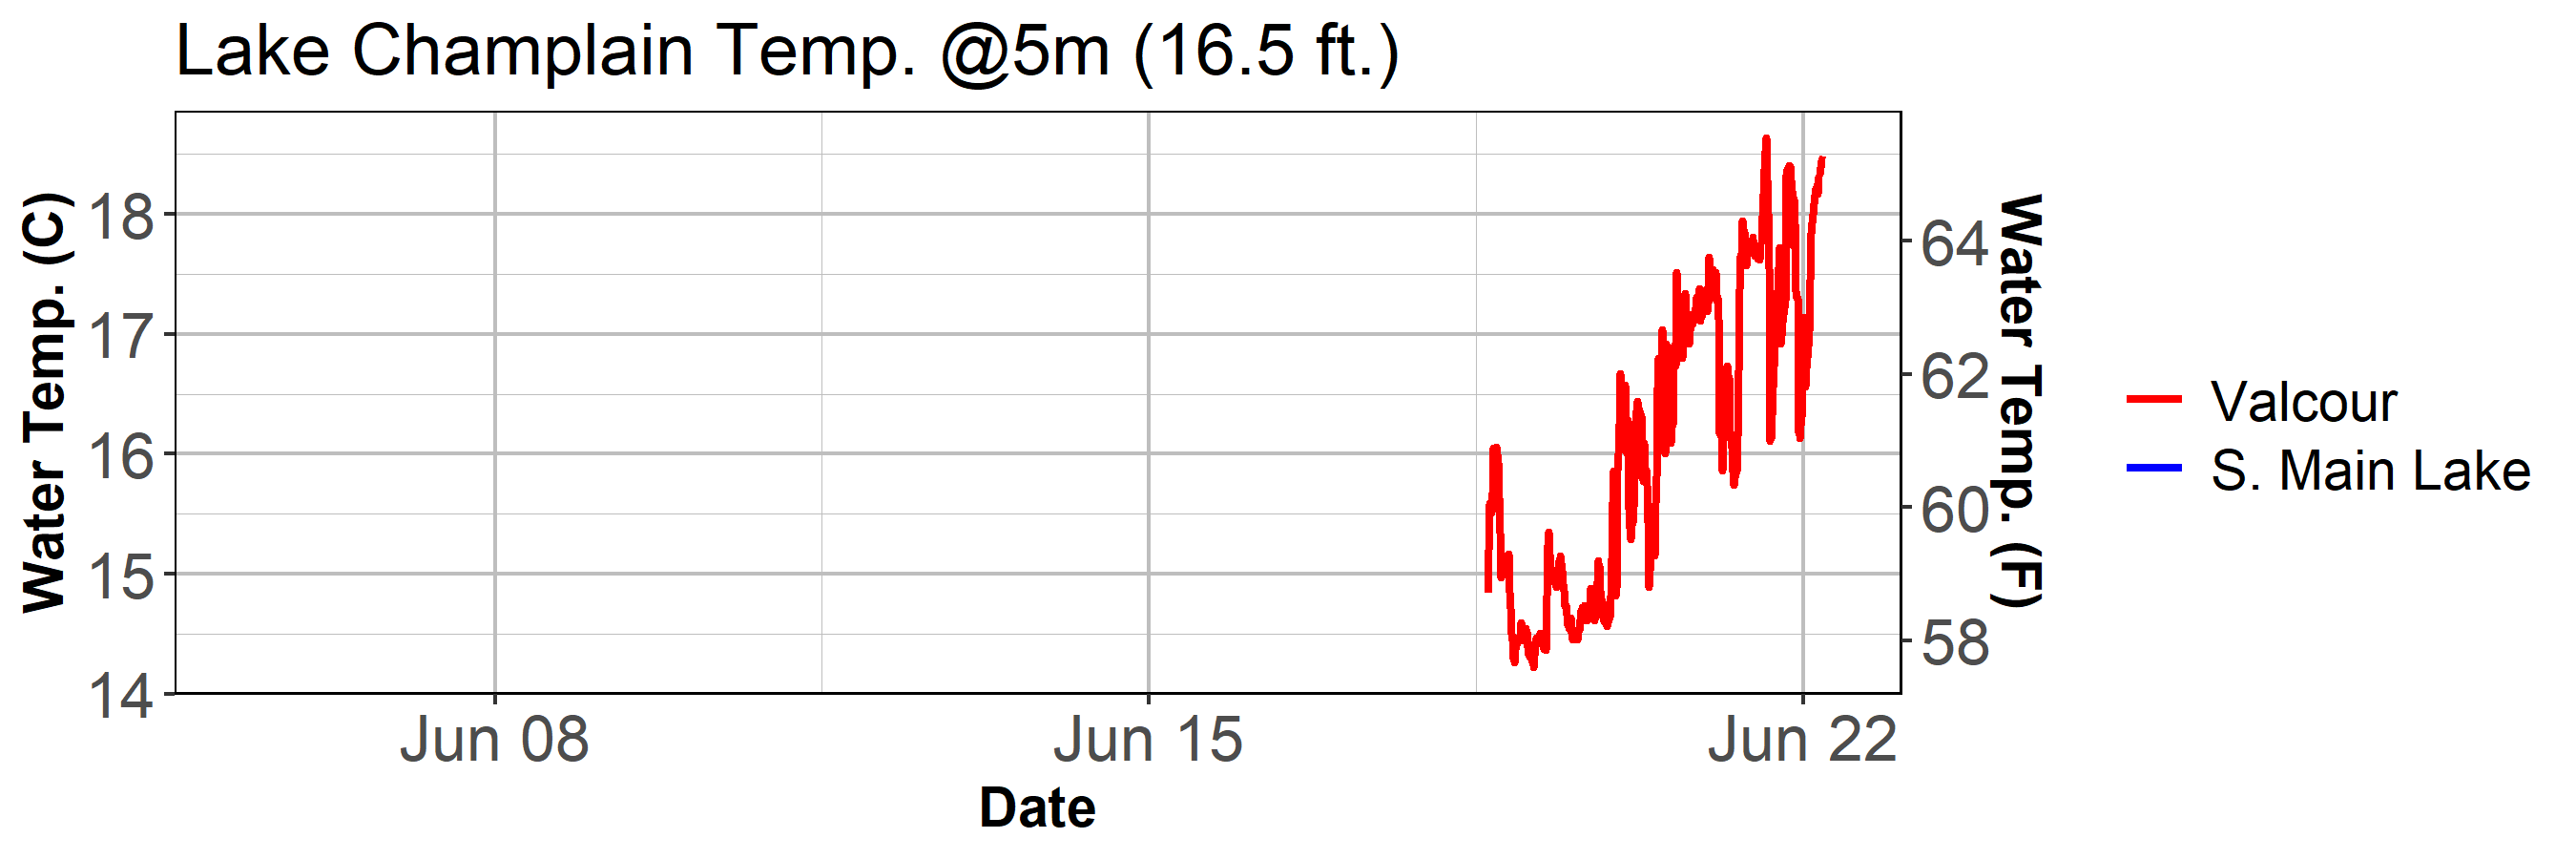 Lake Champlain Temp. @5m (16.5 ft.)
Water Temp. (C)
18
17
16
15
14
64
62
60
58
Water Temp. (F)
Jun 08
Jun 15
Jun 22
Date
Valcour
S. Main Lake